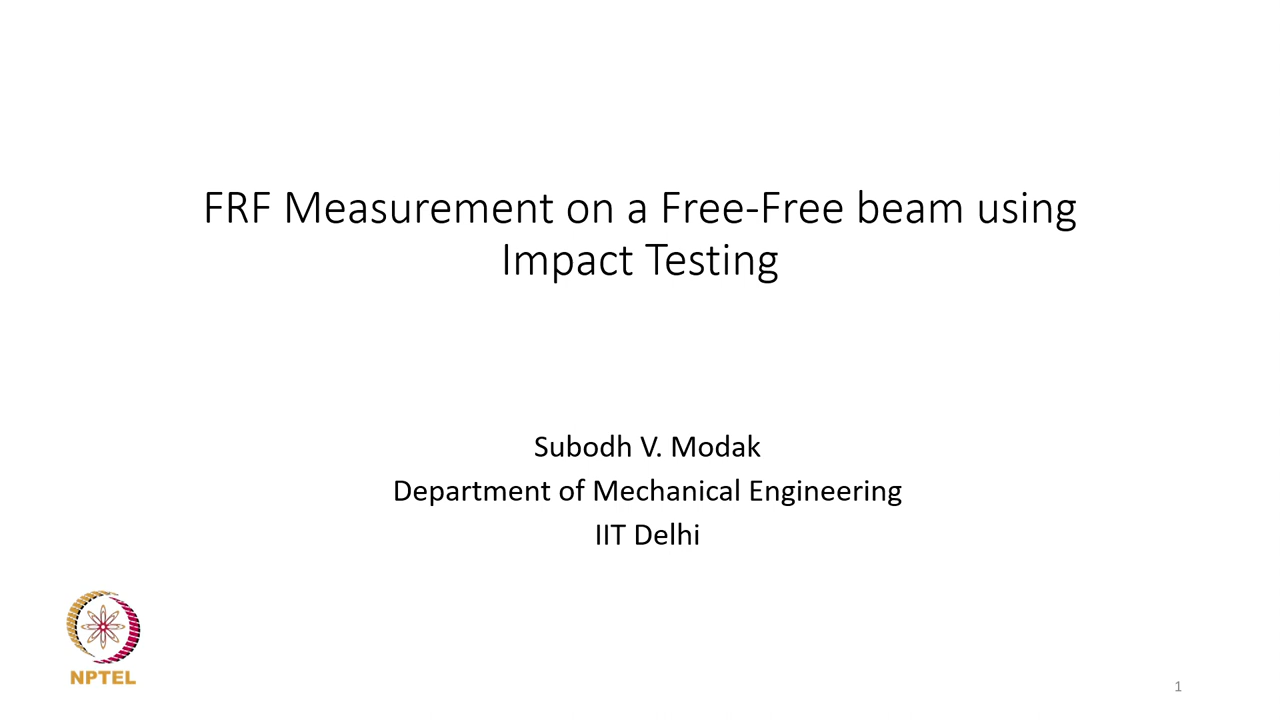 FRF Measurement on a Free-Free beam using
Impact Testing
Subodh V. Modak
Department of Mechanical Engineering
IIT Delhi
NPTEL
1